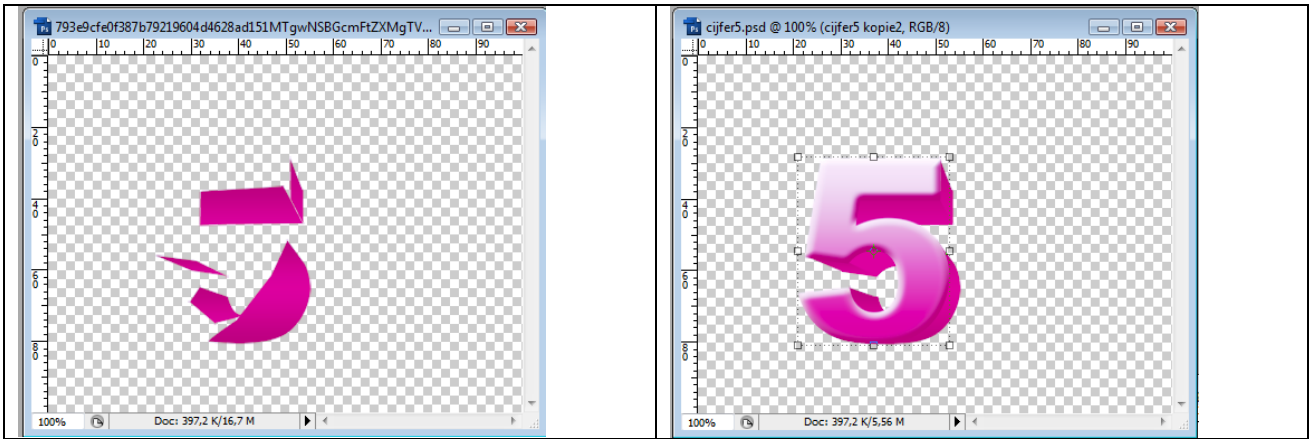 Ps 793e9cfe0f387b79219604d4628ad151MTgwNSBGcmFtZXMgTV...
0 10 20 30 40 50 60 70 80 90
0
20
40
60
80
100% Doc: 397,2 K/16,7 M
Ps cijfer5.psd @ 100% (cijfer5 kopie2, RGB/8)
0 10 20 30 40 50 60 70 80 90
0
20
40
60
80
5
100% Doc: 397,2 K/5,56 M